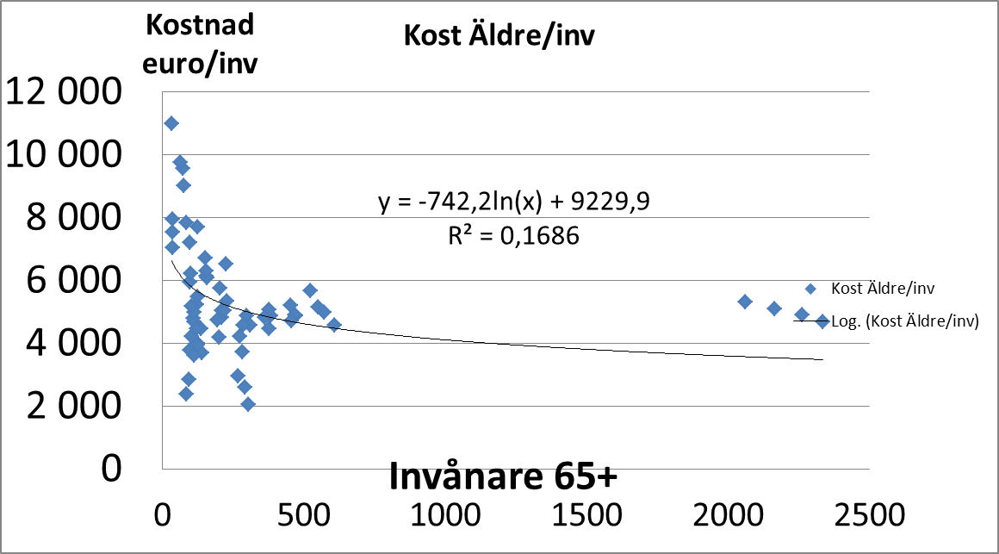 Kostnad
euro/inv
Kost Äldre/inv
12 000
10 000
8 000
6 000
4 000
2 000
0
y = -742,2ln(x) + 9229,9
R² = 0,1686
Kost Äldre/inv
Log. (Kost Äldre/inv)
Invånare 65+
0 500 1000 1500 2000 2500